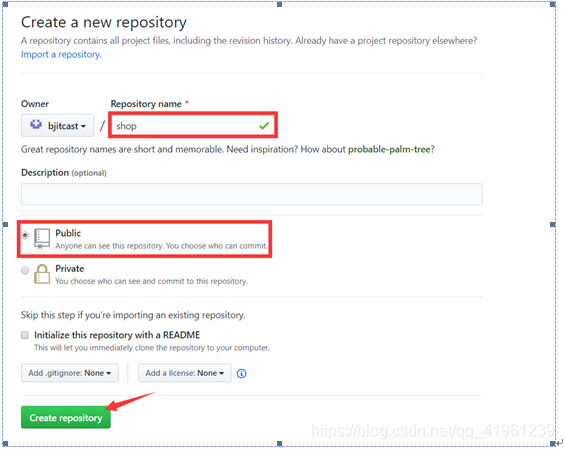 Create a new repository
A repository contains all project files, including the revision history. Already have a project repository elsewhere?
Import a repository.
Owner Repository name *
bjitcast / shop
Great repository names are short and memorable. Need inspiration? How about probable-palm-tree?
Description (optional)
Public
Anyone can see this repository. You choose who can commit.
Private
You choose who can see and commit to this repository.
Skip this step if you're importing an existing repository.
Initialize this repository with a README
This will let you immediately clone the repository to your computer.
Add .gitignore: None Add a license: None
Create repository
https://blog.csdn.net/qq_41961239